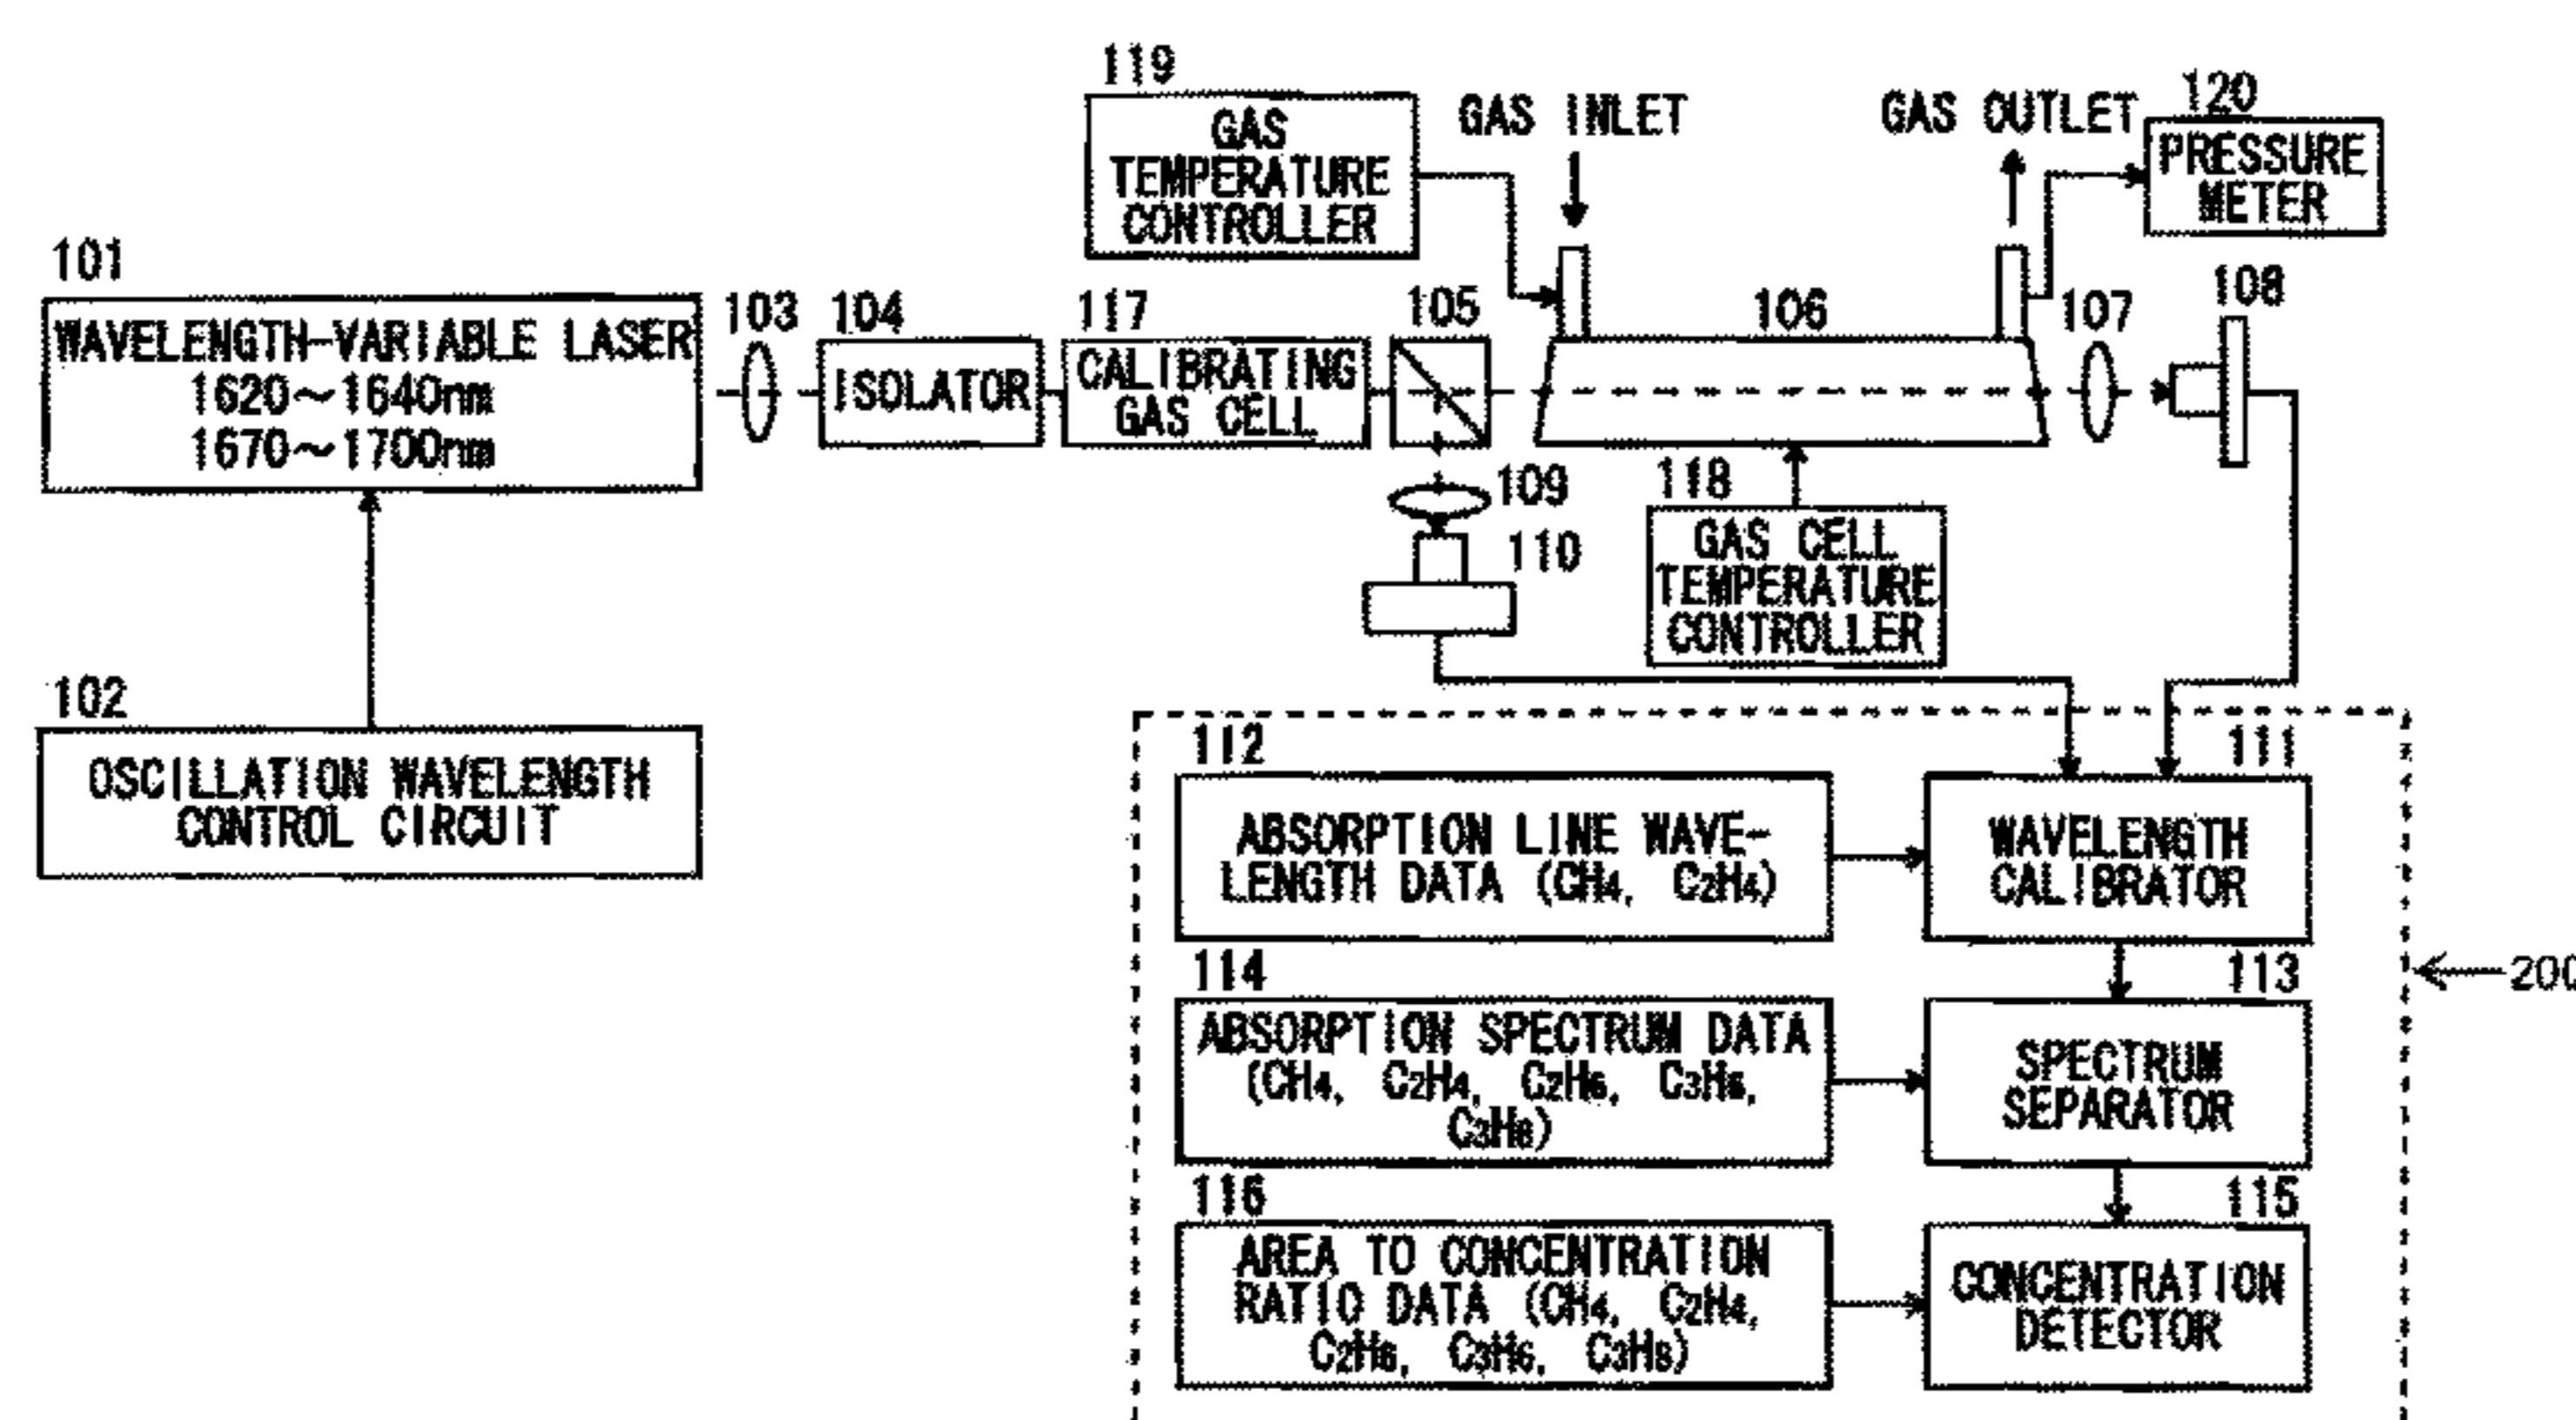 119
GAS
TEMPERATURE
CONTROLLER
GAS INLET
GAS OUTLET
120
PRESSURE
METER
101
WAVELENGTH-VARIABLE LASER
1620~1640nm
1670~1700nm
103
104
ISOLATOR
117
CALIBRATING
GAS CELL
105
106
107
108
109
110
118
GAS CELL
TEMPERATURE
CONTROLLER
102
OSCILLATION WAVELENGTH
CONTROL CIRCUIT
112
ABSORPTION LINE WAVE-
LENGTH DATA (CH4, C2H4)
111
WAVELENGTH
CALIBRATOR
114
ABSORPTION SPECTRUM DATA
(CH4, C2H4, C2H6, C3H6,
C3H8)
113
SPECTRUM
SEPARATOR
200
116
AREA TO CONCENTRATION
RATIO DATA (CH4, C2H4,
C2H6, C3H6, C3H8)
115
CONCENTRATION
DETECTOR